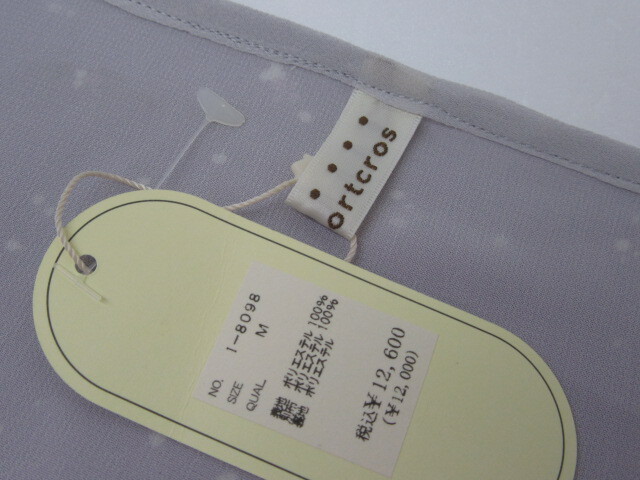 ortcros
NO. I-8098
SIZE M
QUAL
ポリエステル 100%
ポリエステル 100%
ポリエステル
税込¥12,600
(¥12,000)